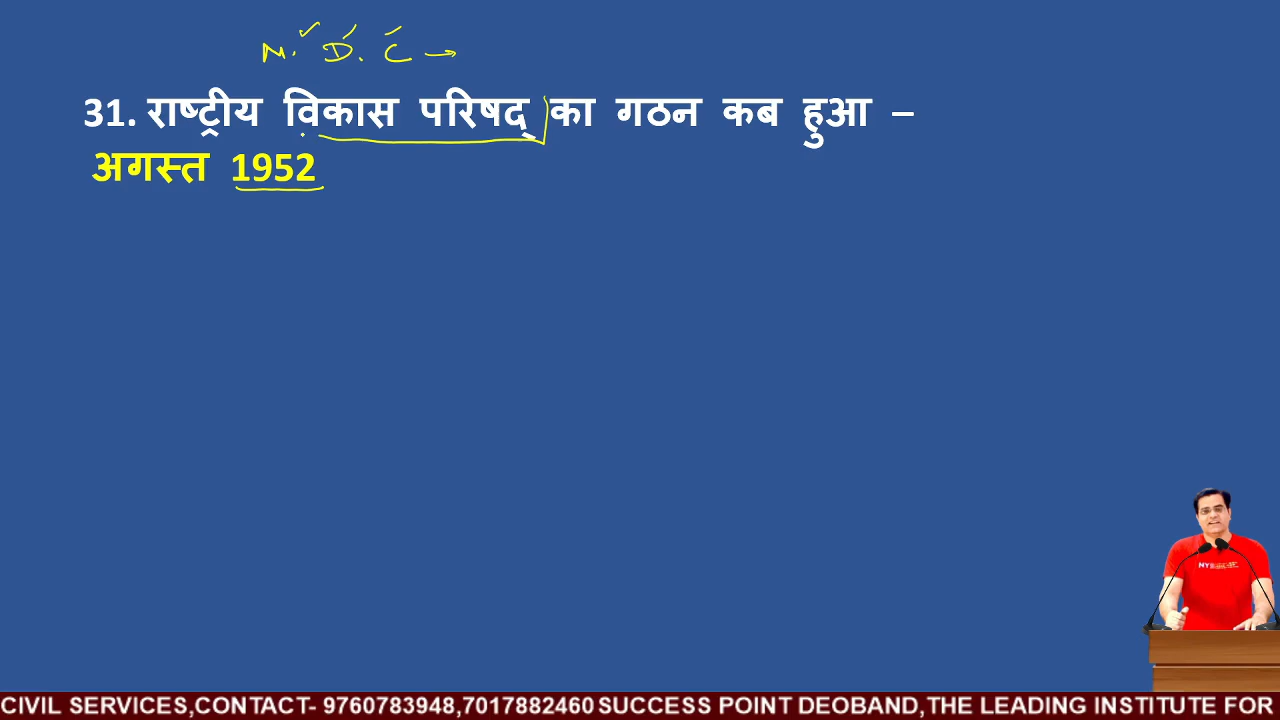 N. D. C →
31. राष्ट्रीय विकास परिषद् का गठन कब हुआ –
अगस्त 1952
CIVIL SERVICES,CONTACT- 9760783948,7017882460 SUCCESS POINT DEOBAND,THE LEADING INSTITUTE FOR